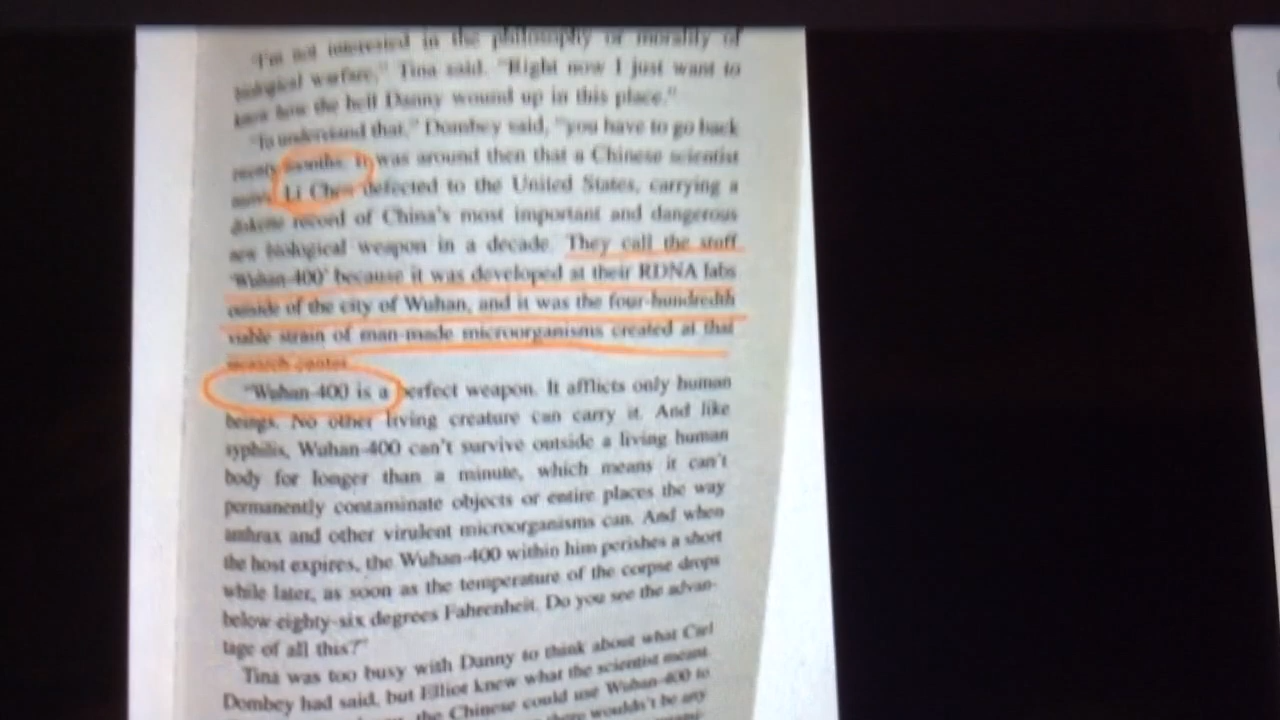 "I'm not interested in the philosophy or morality of
biological warfare," Tina said. "Right now I just want to
know how the hell Danny wound up in this place."
"To understand that," Dombey said, "you have to go back
twenty months. It was around then that a Chinese scientist
named Li Chen defected to the United States, carrying a
diskette record of China's most important and dangerous
new biological weapon in a decade. They call the stuff
'Wuhan-400' because it was developed at their RDNA labs
outside of the city of Wuhan, and it was the four-hundredth
viable strain of man-made microorganisms created at that
research center.
"Wuhan-400 is a perfect weapon. It afflicts only human
beings. No other living creature can carry it. And like
syphilis, Wuhan-400 can't survive outside a living human
body for longer than a minute, which means it can't
permanently contaminate objects or entire places the way
anthrax and other virulent microorganisms can. And when
the host expires, the Wuhan-400 within him perishes a short
while later, as soon as the temperature of the corpse drops
below eighty-six degrees Fahrenheit. Do you see the advan-
tage of all this?"
Tina was too busy with Danny to think about what Carl
Dombey had said, but Elliot knew what the scientist meant.
the Chinese could use Wuhan-400 to
there wouldn't be any